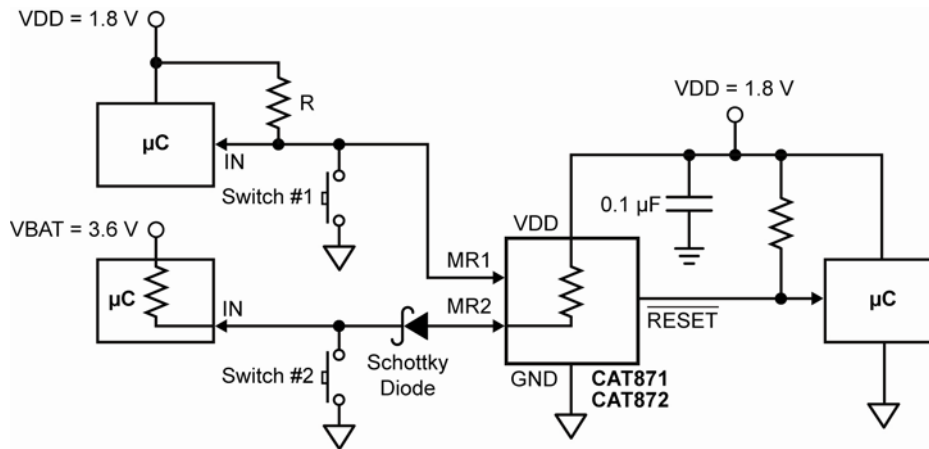 VDD = 1.8 V
R
µC
IN
Switch #1
VBAT = 3.6 V
µC
IN
Switch #2
Schottky
Diode
MR1
MR2
VDD
GND
CAT871
CAT872
RESET
0.1 µF
VDD = 1.8 V
µC